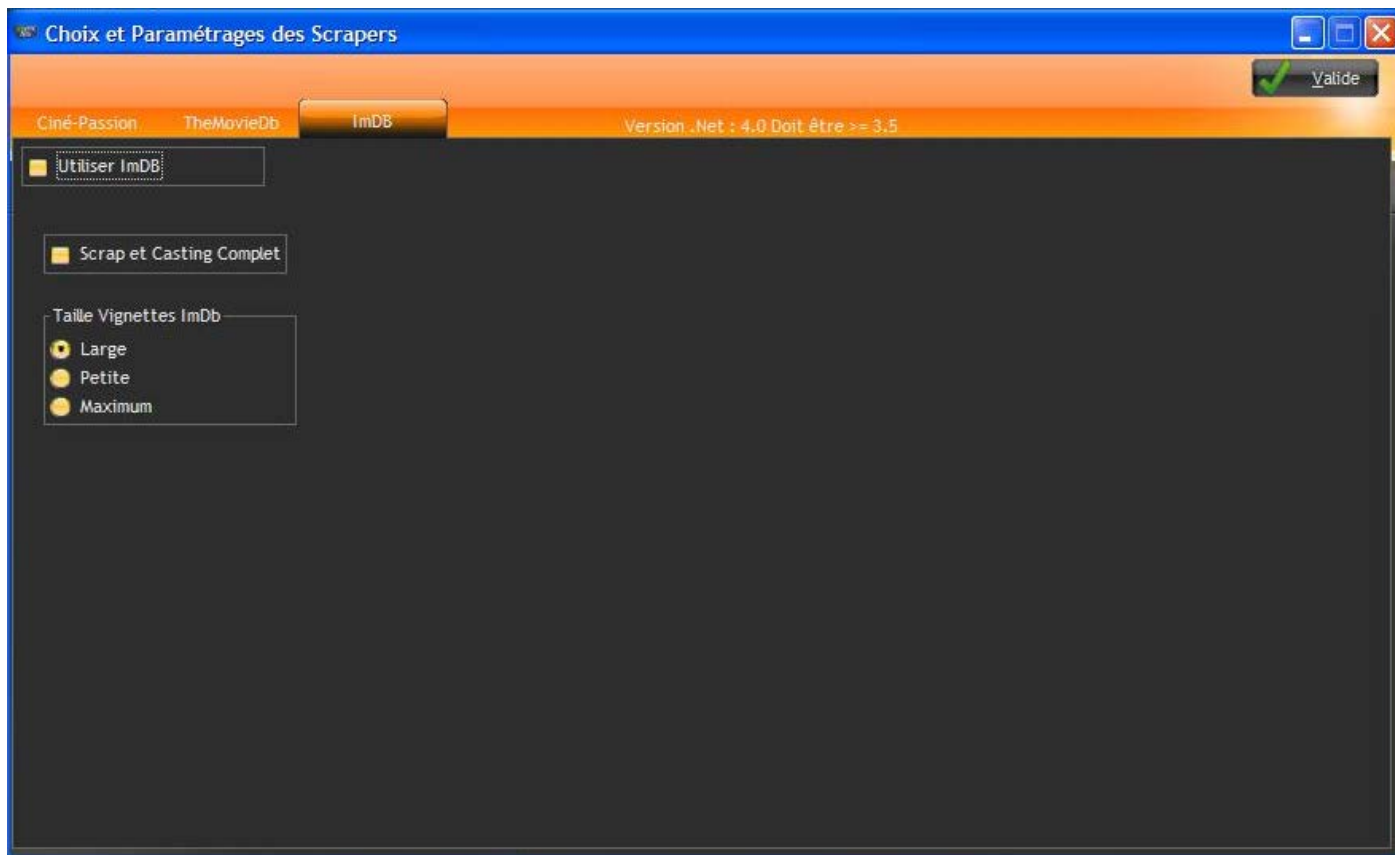 Choix et Paramétrages des Scrapers
Valide
Ciné-Passion TheMovieDb ImDB Version .Net : 4.0 Doit être >= 3.5
Utiliser ImDB
Scrap et Casting Complet
Taille Vignettes ImDb
Large
Petite
Maximum